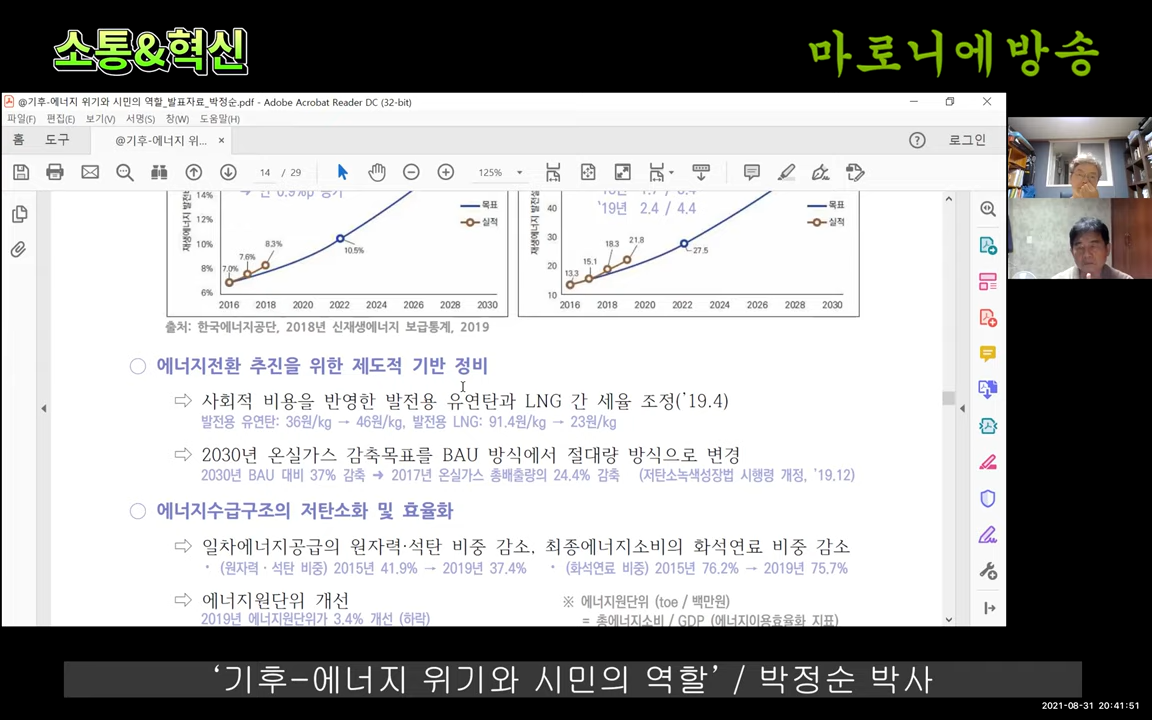 소통&혁신
마로니에방송
@기후-에너지 위기와 시민의 역할_발표자료_박정순.pdf - Adobe Acrobat Reader DC (32-bit)
파일(F) 편집(E) 보기(V) 서명(S) 창(W) 도움말(H)
홈 도구 @기후-에너지 위... × 로그인
14 / 29 125%
14%
12%
10%
8%
6%
7.0%
7.6%
8.3%
10.5%
목표
실적
2016 2018 2020 2022 2024 2026 2028 2030
'19년 2.4 / 4.4
40
30
20
10
13.3
15.1
18.3
21.8
27.5
목표
실적
2016 2018 2020 2022 2024 2026 2028 2030
출처: 한국에너지공단, 2018년 신재생에너지 보급통계, 2019
○ 에너지전환 추진을 위한 제도적 기반 정비
⇨ 사회적 비용을 반영한 발전용 유연탄과 LNG 간 세율 조정('19.4)
발전용 유연탄: 36원/kg → 46원/kg, 발전용 LNG: 91.4원/kg → 23원/kg
⇨ 2030년 온실가스 감축목표를 BAU 방식에서 절대량 방식으로 변경
2030년 BAU 대비 37% 감축 → 2017년 온실가스 총배출량의 24.4% 감축 (저탄소녹색성장법 시행령 개정, '19.12)
○ 에너지수급구조의 저탄소화 및 효율화
⇨ 일차에너지공급의 원자력·석탄 비중 감소, 최종에너지소비의 화석연료 비중 감소
· (원자력·석탄 비중) 2015년 41.9% → 2019년 37.4% · (화석연료 비중) 2015년 76.2% → 2019년 75.7%
⇨ 에너지원단위 개선 ※ 에너지원단위 (toe / 백만원)
2019년 에너지원단위가 3.4% 개선 (하락) = 총에너지소비 / GDP (에너지이용효율화 지표)
'기후-에너지 위기와 시민의 역할' / 박정순 박사
2021-08-31 20:41:51